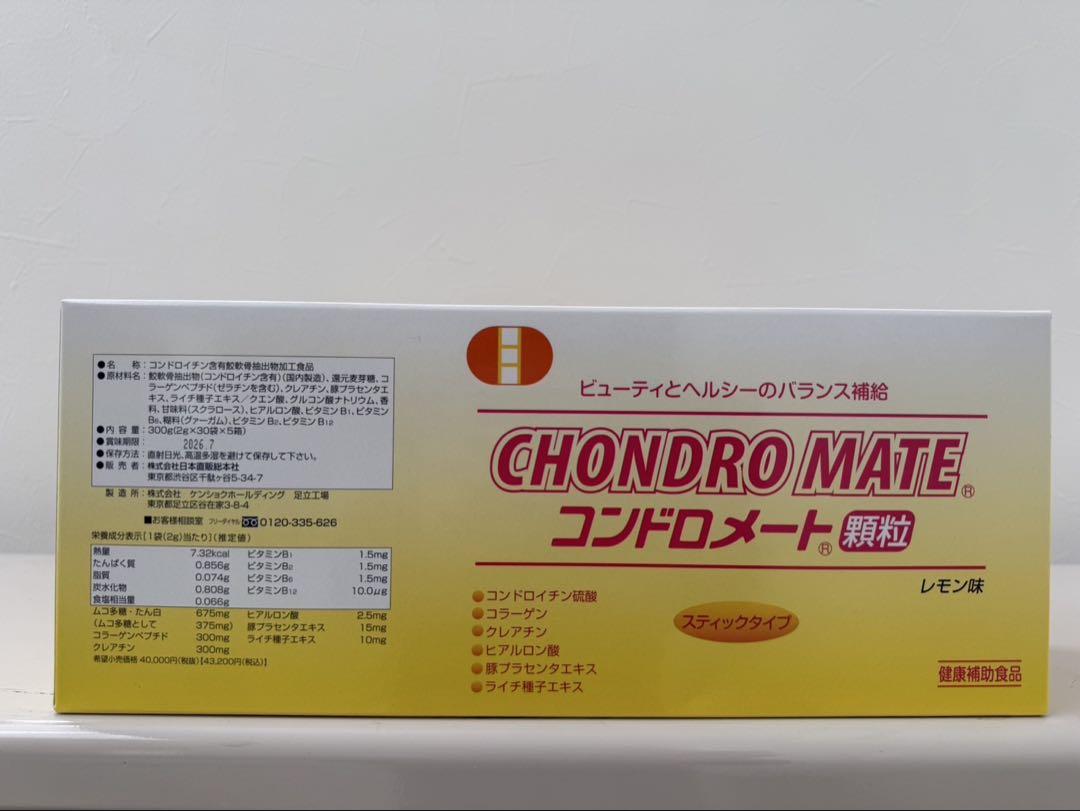 ●名 称：コンドロイチン含有鮫軟骨抽出物加工食品
●原材料名：鮫軟骨抽出物(コンドロイチン含有)(国内製造)、還元麦芽糖、コ
ラーゲンペプチド(ゼラチンを含む)、クレアチン、豚プラセンタエ
キス、ライチ種子エキス／クエン酸、グルコン酸ナトリウム、香
料、甘味料(スクラロース)、ヒアルロン酸、ビタミンB1、ビタミン
B6、糊料(グァーガム)、ビタミンB2、ビタミンB12
●内 容 量：300g(2g×30袋×5箱)
●賞味期限：2026.7
●保存方法：直射日光、高温多湿を避けて保存して下さい。
●販 売 者：株式会社日本直販総本社
東京都渋谷区千駄ヶ谷5-34-7
製 造 所：株式会社 ケンショクホールディング 足立工場
東京都足立区谷在家3-8-4
■お客様相談室 フリーダイヤル 0120-335-626
栄養成分表示[1袋(2g)当たり](推定値)
熱量 7.32kcal ビタミンB1 1.5mg
たんぱく質 0.856g ビタミンB2 1.5mg
脂質 0.074g ビタミンB6 1.5mg
炭水化物 0.808g ビタミンB12 10.0μg
食塩相当量 0.066g
ムコ多糖・たん白 675mg ヒアルロン酸 2.5mg
(ムコ多糖として 375mg) 豚プラセンタエキス 15mg
コラーゲンペプチド 300mg ライチ種子エキス 10mg
クレアチン 300mg
希望小売価格 40,000円(税抜)【43,200円(税込)】
ビューティとヘルシーのバランス補給
CHONDRO MATE®
コンドロメート® 顆粒
レモン味
●コンドロイチン硫酸
●コラーゲン
●クレアチン
●ヒアルロン酸
●豚プラセンタエキス
●ライチ種子エキス
スティックタイプ
健康補助食品